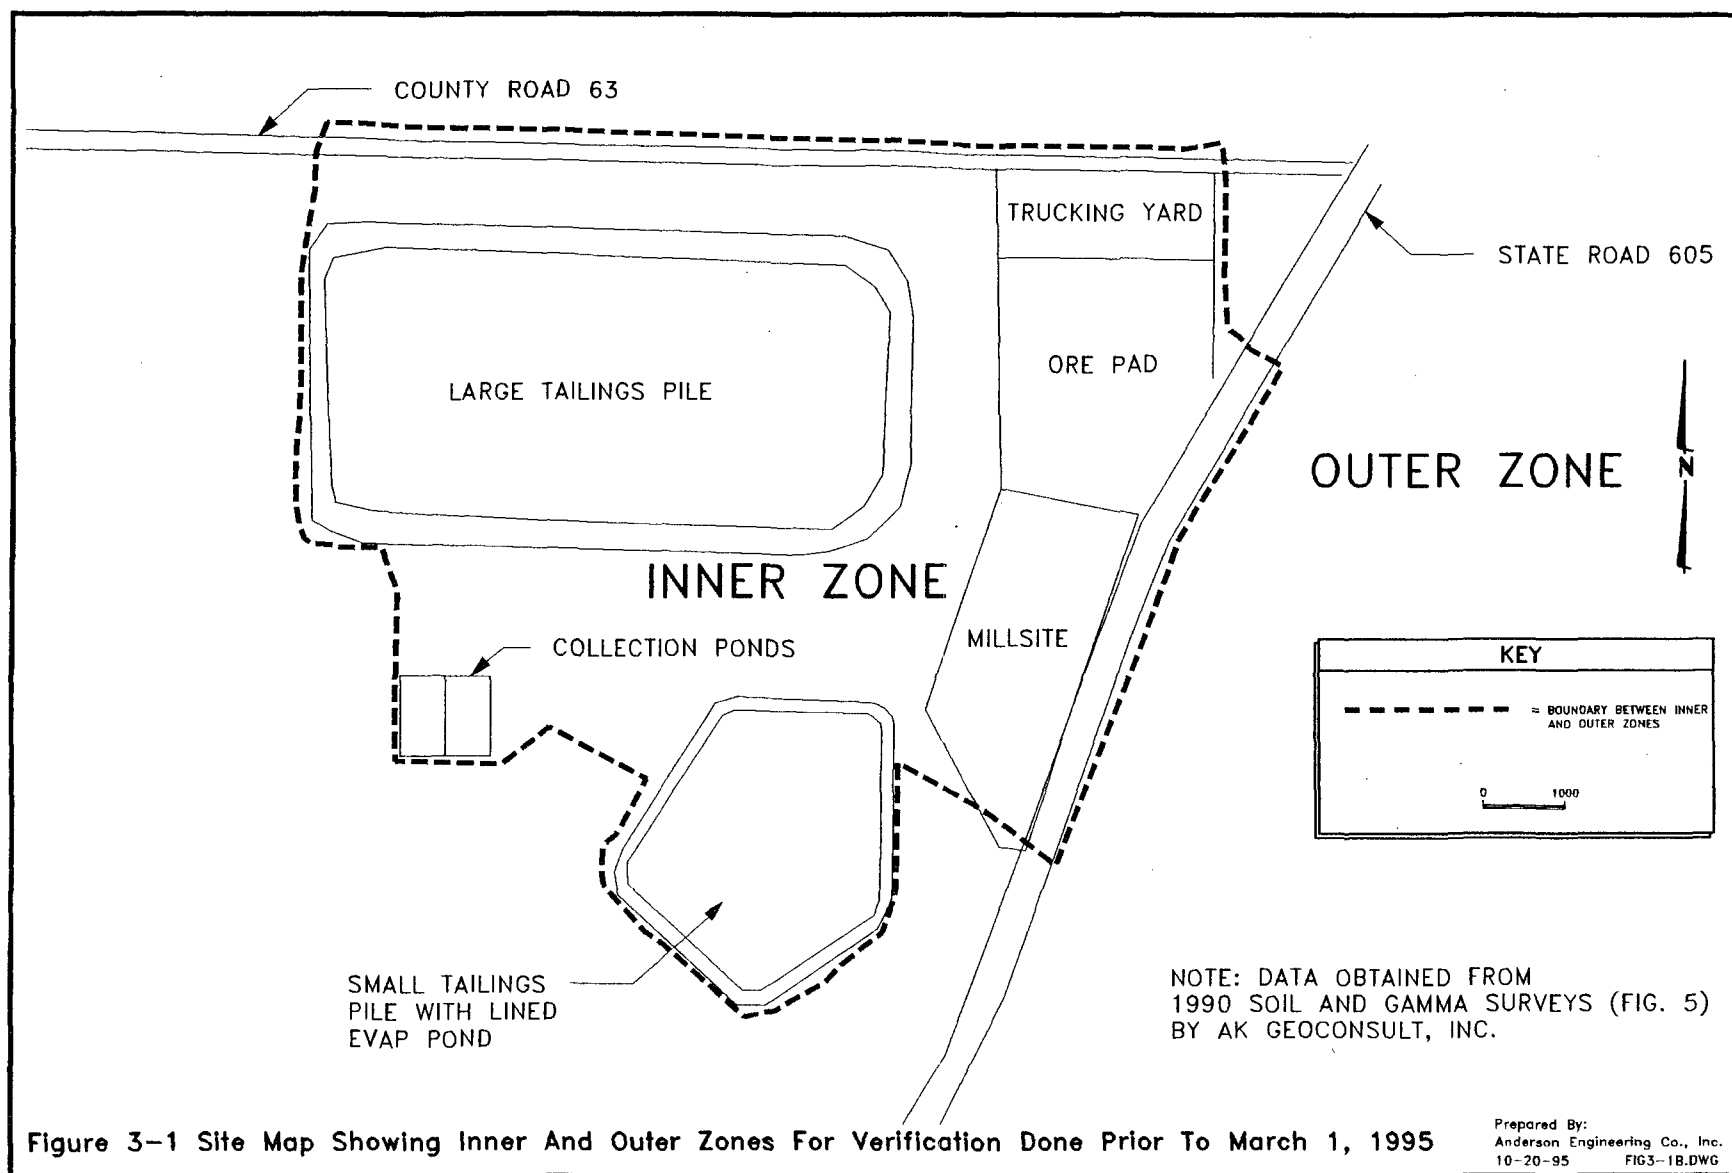 COUNTY ROAD 63
TRUCKING YARD
STATE ROAD 605
ORE PAD
LARGE TAILINGS PILE
OUTER ZONE
N
INNER ZONE
COLLECTION PONDS
MILLSITE
KEY
= BOUNDARY BETWEEN INNER
AND OUTER ZONES
0 1000
SMALL TAILINGS
PILE WITH LINED
EVAP POND
NOTE: DATA OBTAINED FROM
1990 SOIL AND GAMMA SURVEYS (FIG. 5)
BY AK GEOCONSULT, INC.
Figure 3-1 Site Map Showing Inner And Outer Zones For Verification Done Prior To March 1, 1995
Prepared By:
Anderson Engineering Co., Inc.
10-20-95 FIG3-1B.DWG